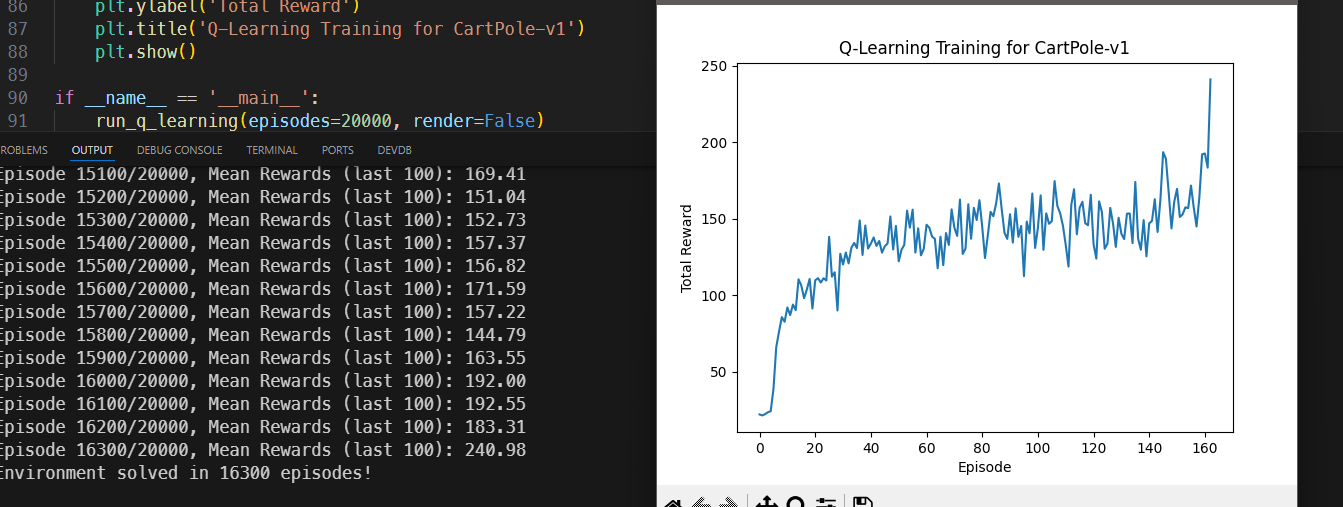 86 plt.ylabel('Total Reward')
87 plt.title('Q-Learning Training for CartPole-v1')
88 plt.show()
89
90 if __name__ == '__main__':
91 run_q_learning(episodes=20000, render=False)
ROBLEMS OUTPUT DEBUG CONSOLE TERMINAL PORTS DEVDB
Episode 15100/20000, Mean Rewards (last 100): 169.41
Episode 15200/20000, Mean Rewards (last 100): 151.04
Episode 15300/20000, Mean Rewards (last 100): 152.73
Episode 15400/20000, Mean Rewards (last 100): 157.37
Episode 15500/20000, Mean Rewards (last 100): 156.82
Episode 15600/20000, Mean Rewards (last 100): 171.59
Episode 15700/20000, Mean Rewards (last 100): 157.22
Episode 15800/20000, Mean Rewards (last 100): 144.79
Episode 15900/20000, Mean Rewards (last 100): 163.55
Episode 16000/20000, Mean Rewards (last 100): 192.00
Episode 16100/20000, Mean Rewards (last 100): 192.55
Episode 16200/20000, Mean Rewards (last 100): 183.31
Episode 16300/20000, Mean Rewards (last 100): 240.98
Environment solved in 16300 episodes!
Q-Learning Training for CartPole-v1
Total Reward
250
200
150
100
50
0 20 40 60 80 100 120 140 160
Episode